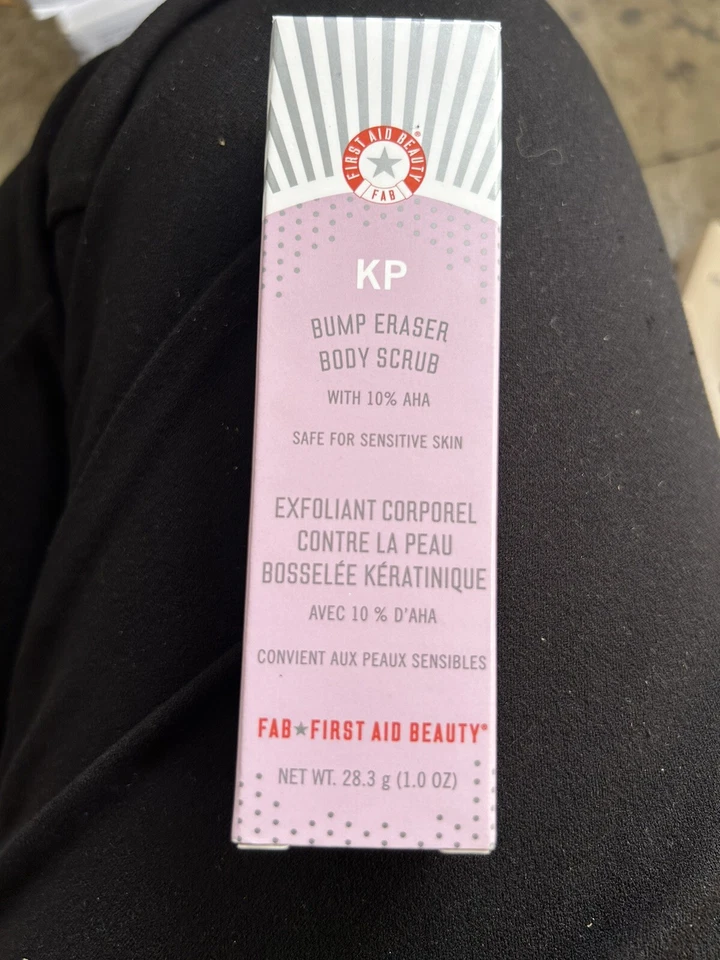 FIRST AID BEAUTY
FAB
KP
BUMP ERASER
BODY SCRUB
WITH 10% AHA
SAFE FOR SENSITIVE SKIN
EXFOLIANT CORPOREL
CONTRE LA PEAU
BOSSELÉE KÉRATINIQUE
AVEC 10 % D'AHA
CONVIENT AUX PEAUX SENSIBLES
FAB★FIRST AID BEAUTY®
NET WT. 28.3 g (1.0 OZ)